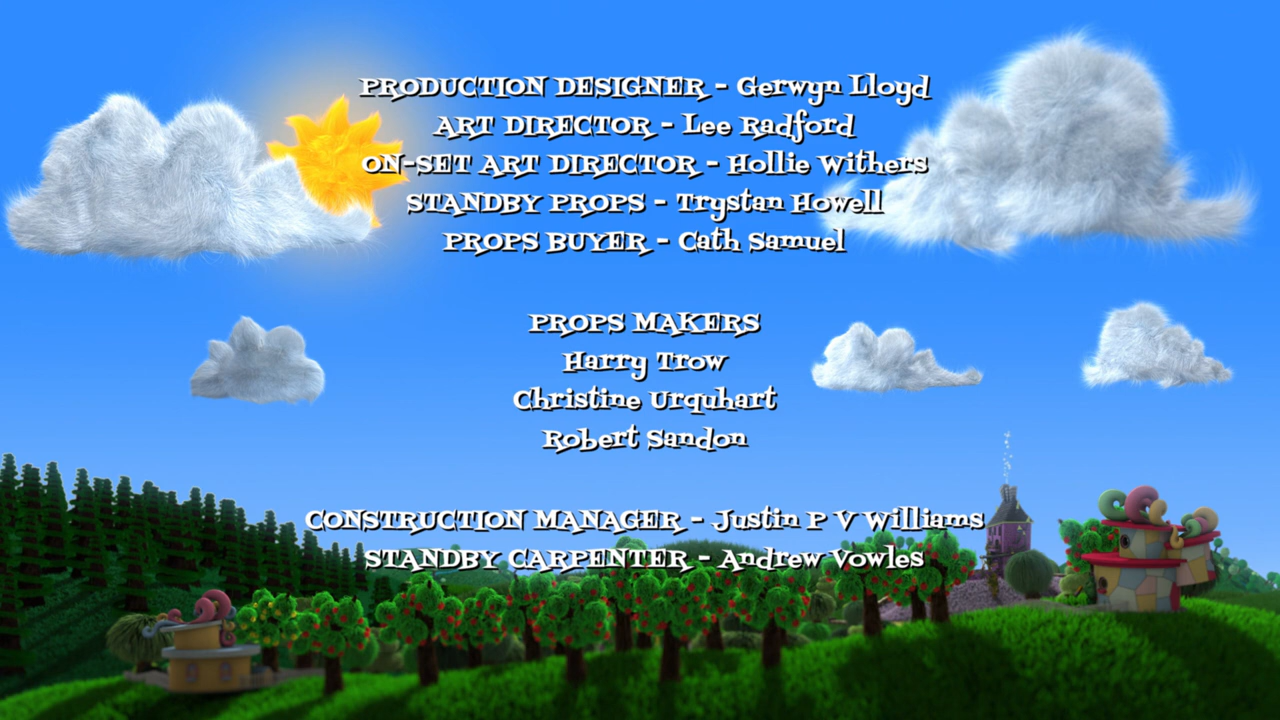 PRODUCTION DESIGNER - Gerwyn Lloyd
ART DIRECTOR - Lee Radford
ON-SET ART DIRECTOR - Hollie Withers
STANDBY PROPS - Trystan Howell
PROPS BUYER - Cath Samuel
PROPS MAKERS
Harry Trow
Christine Urquhart
Robert Sandon
CONSTRUCTION MANAGER - Justin P V Williams
STANDBY CARPENTER - Andrew Vowles